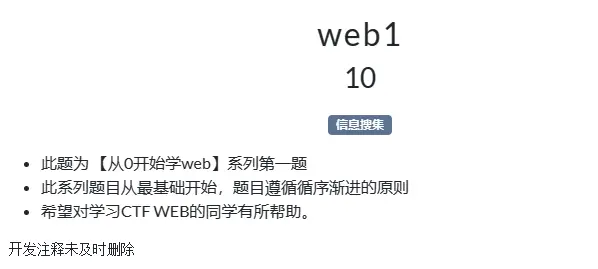 web1
10
信息搜集
此题为 【从0开始学web】系列第一题
此系列题目从最基础开始，题目遵循循序渐进的原则
希望对学习CTF WEB的同学有所帮助。
开发注释未及时删除